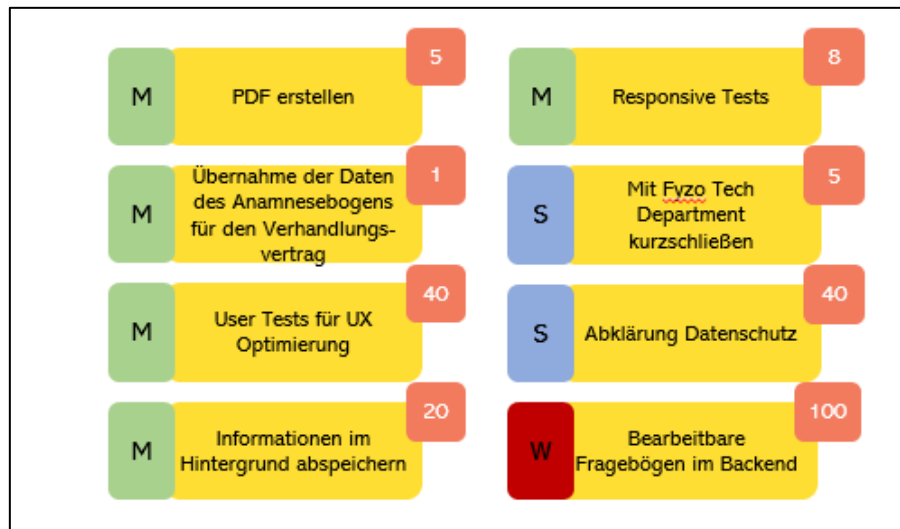 5
M
PDF erstellen
1
M
Übernahme der Daten
des Anamnesebogens
für den Verhandlungs-
vertrag
40
M
User Tests für UX
Optimierung
20
M
Informationen im
Hintergrund abspeichern
8
M
Responsive Tests
5
S
Mit Fyzo Tech
Department
kurzschließen
40
S
Abklärung Datenschutz
100
W
Bearbeitbare
Fragebögen im Backend